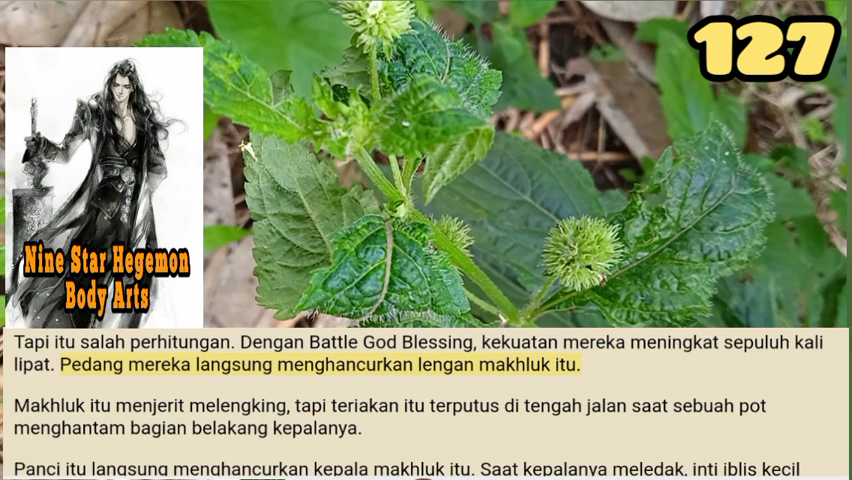 127
Nine Star Hegemon
Body Arts
Tapi itu salah perhitungan. Dengan Battle God Blessing, kekuatan mereka meningkat sepuluh kali
lipat. Pedang mereka langsung menghancurkan lengan makhluk itu.
Makhluk itu menjerit melengking, tapi teriakan itu terputus di tengah jalan saat sebuah pot
menghantam bagian belakang kepalanya.
Panci itu langsung menghancurkan kepala makhluk itu. Saat kepalanya meledak, inti iblis kecil